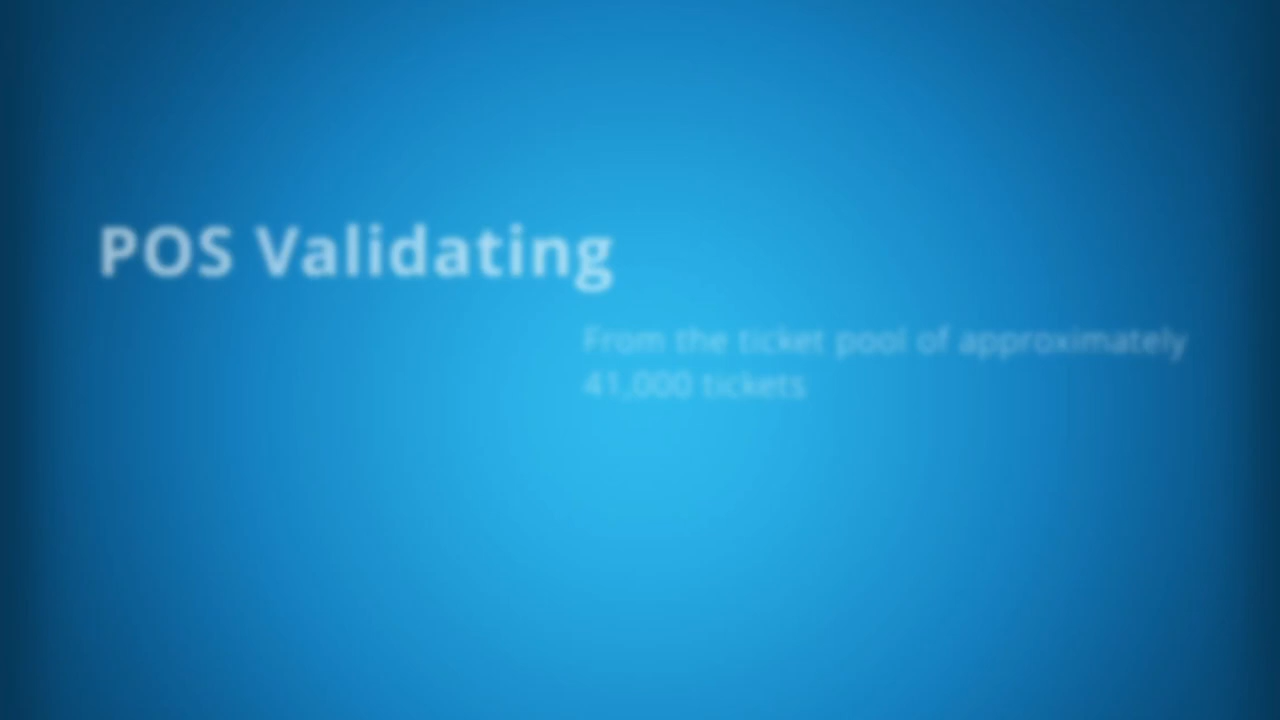 POS Validating
From the ticket pool of approximately
41,000 tickets